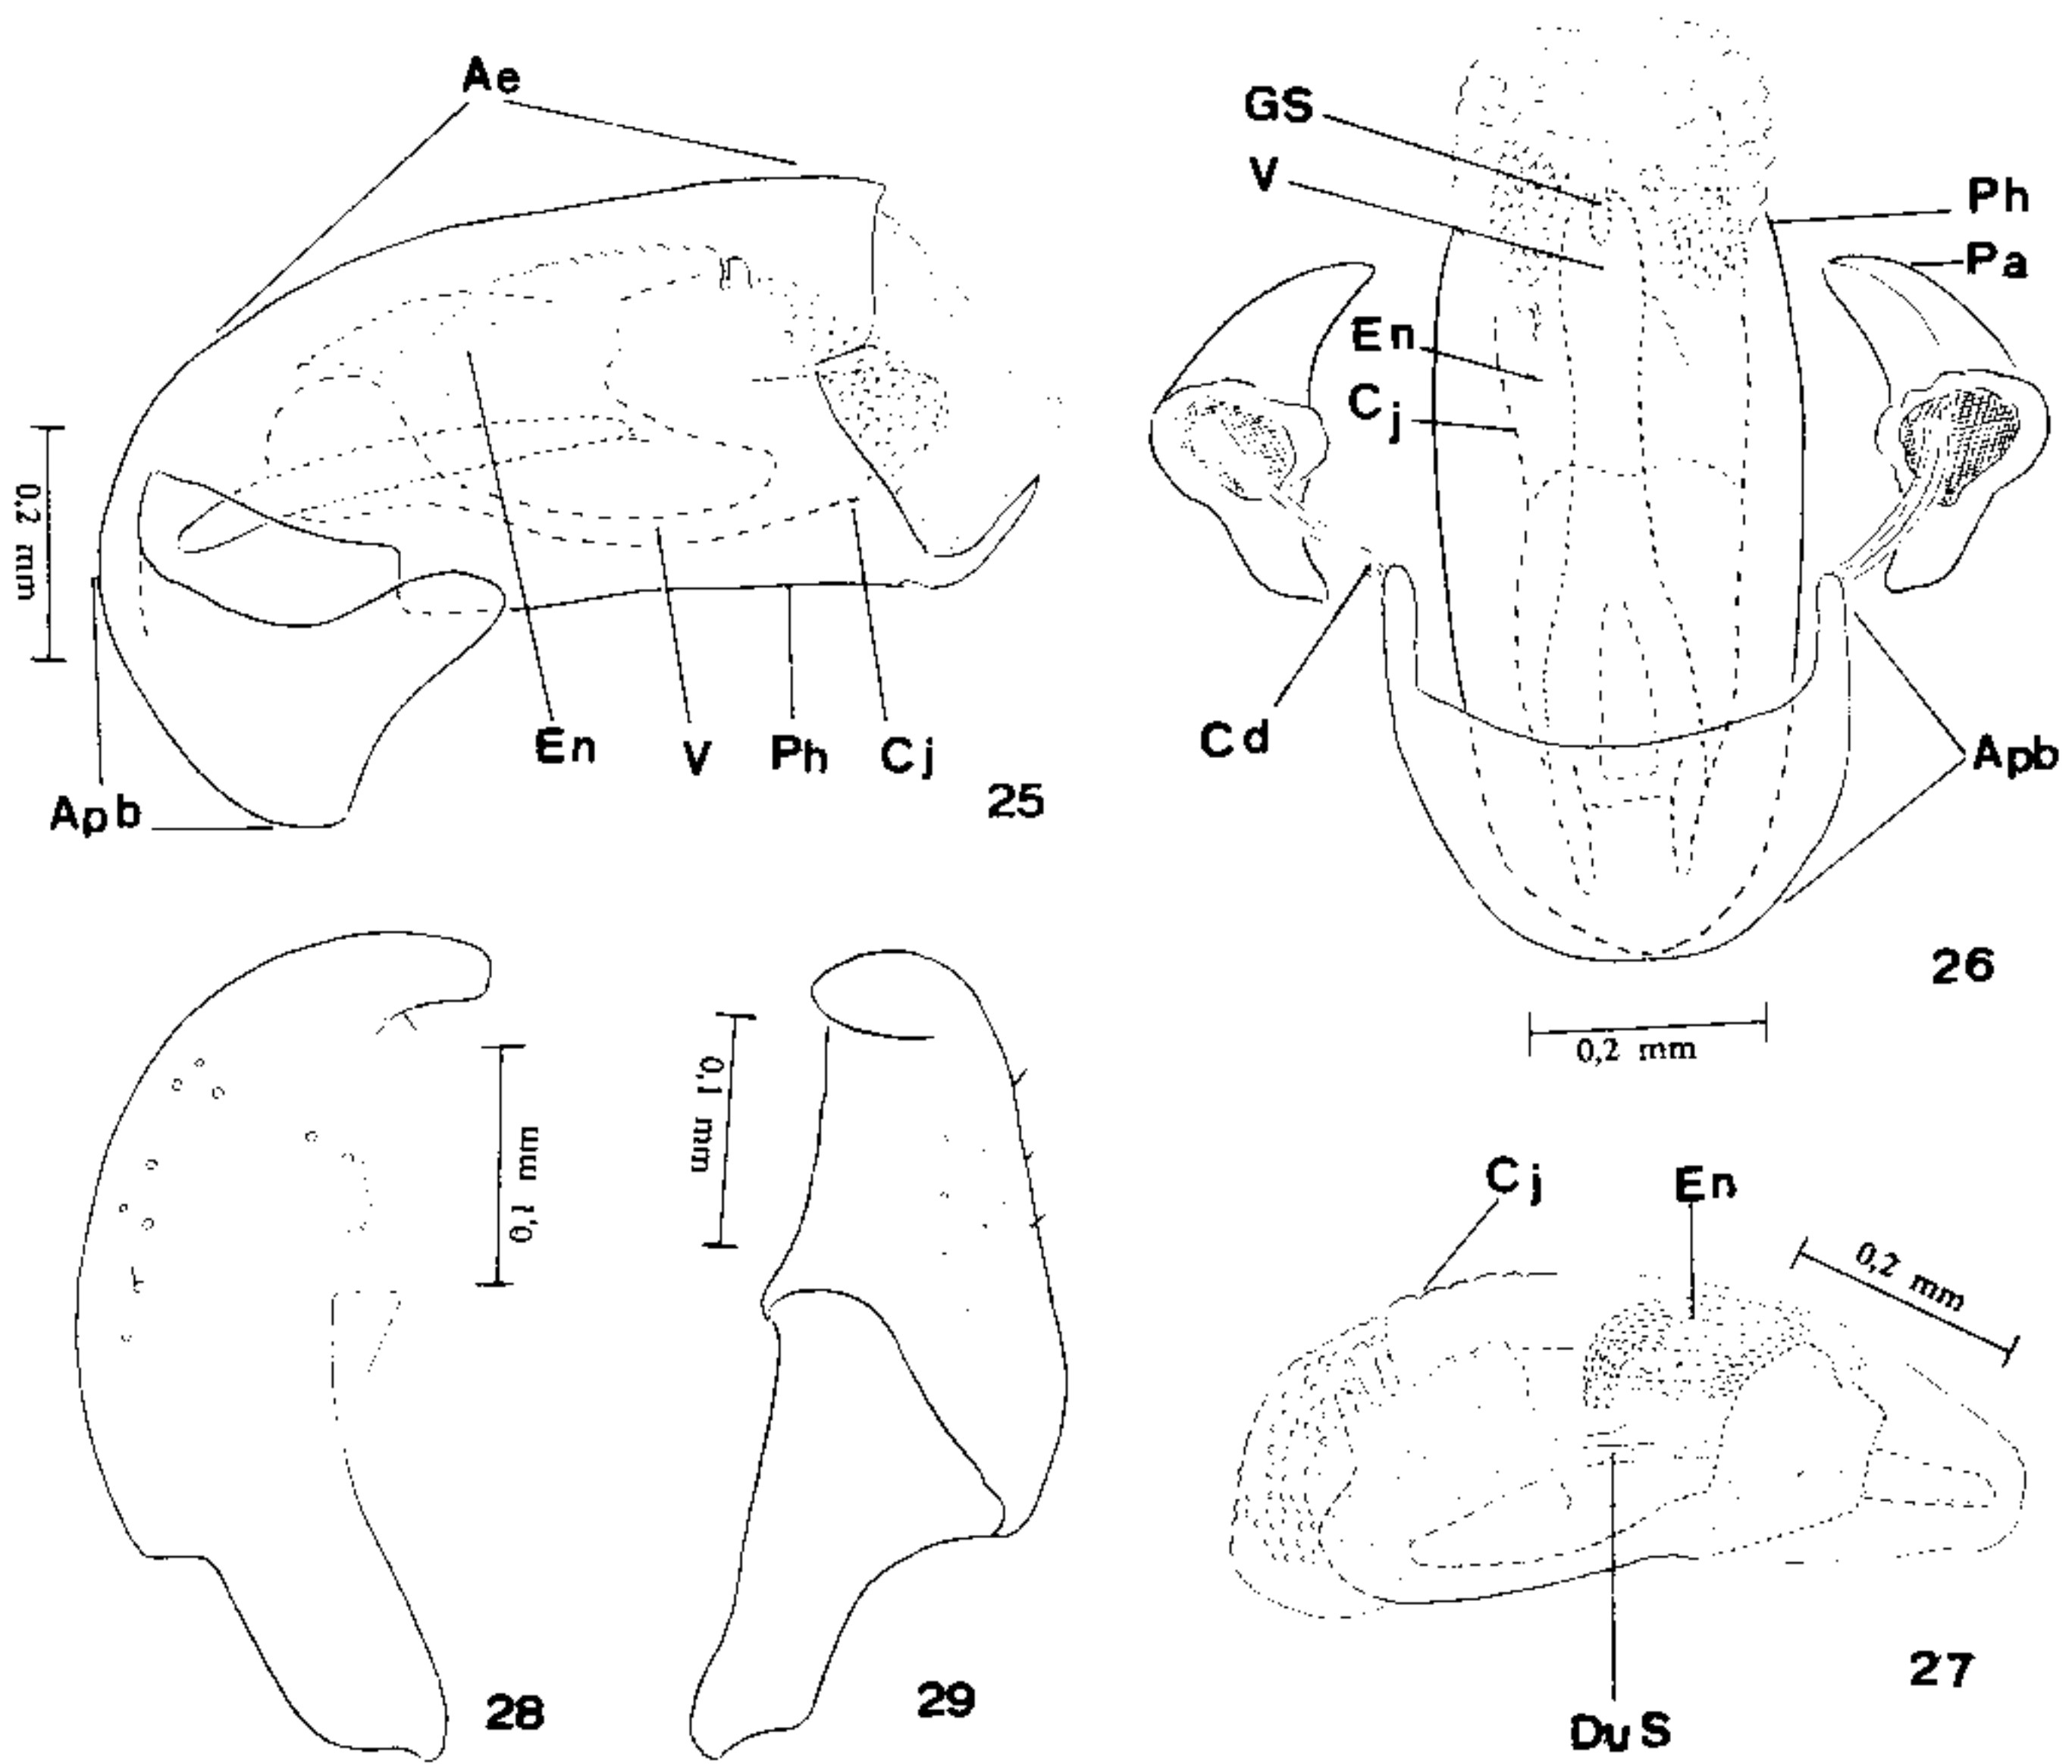 Ae
0,2 mm
En
V
Ph
Cj
Apb
25
GS
V
Ph
Pa
En
Cj
Cd
Apb
26
0,2 mm
0,1 mm
28
0,1 mm
29
Cj
En
0,2 mm
27
DuS